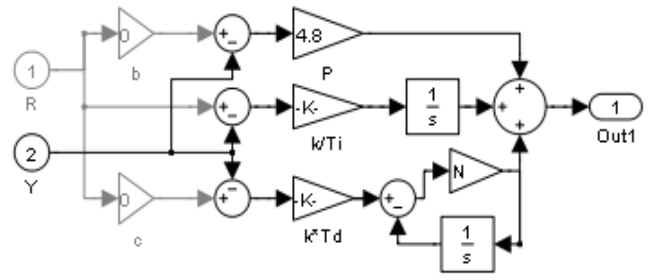 0
+
-
4.8
1
b
P
+
R
+
-
-K-
1
s
+
+
1
2
k/Ti
Out1
Y
-
+
N
0
-K-
+
-
c
k*Td
1
s